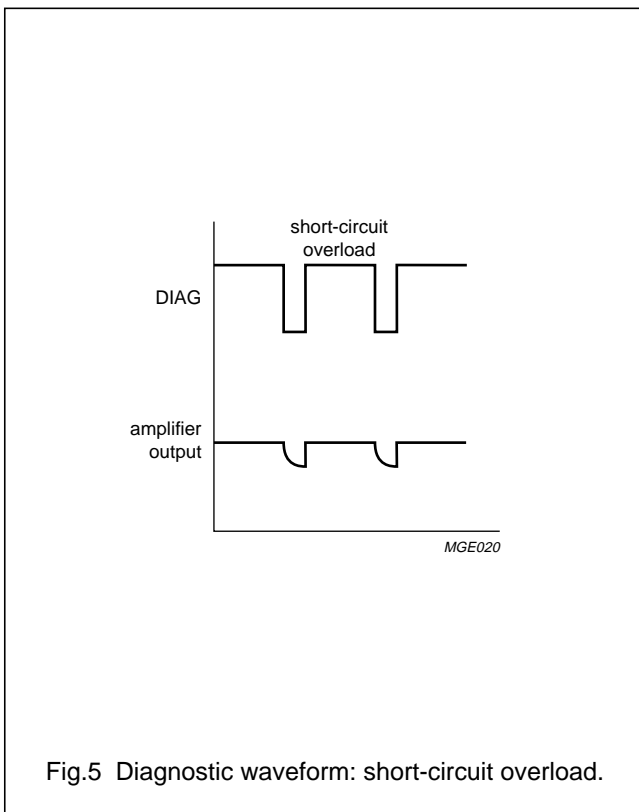 short-circuit
overload
DIAG
amplifier
output
MGE020
Fig.5 Diagnostic waveform: short-circuit overload.